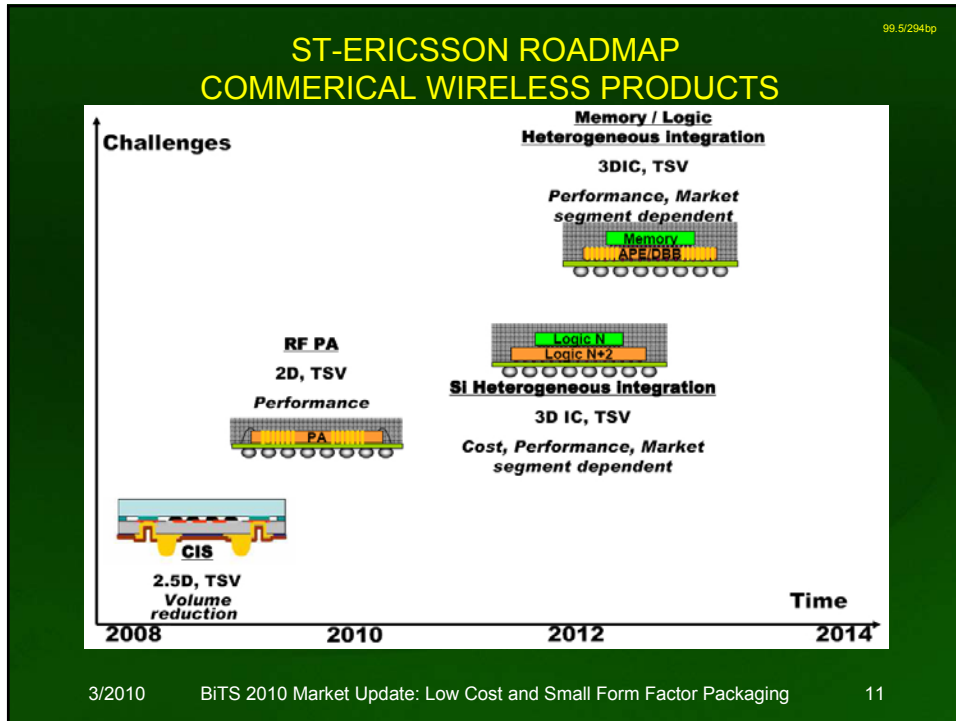 99.5/294bp
ST-ERICSSON ROADMAP
COMMERICAL WIRELESS PRODUCTS
Challenges
Memory / Logic
Heterogeneous integration
3DIC, TSV
Performance, Market
segment dependent
Memory
APE/DBB
RF PA
2D, TSV
Performance
PA
Logic N
Logic N+2
Si Heterogeneous integration
3D IC, TSV
Cost, Performance, Market
segment dependent
CIS
2.5D, TSV
Volume
reduction
Time
2008 2010 2012 2014
3/2010 BiTS 2010 Market Update: Low Cost and Small Form Factor Packaging 11